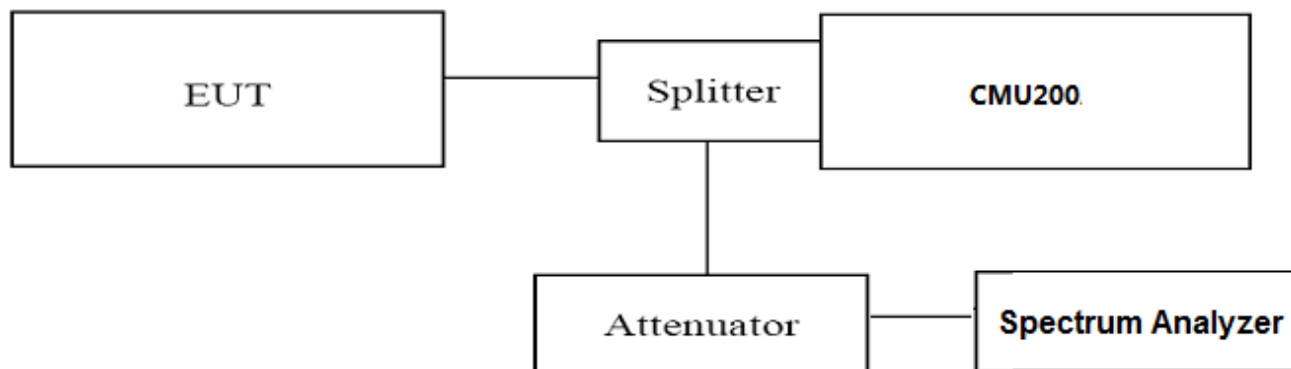 EUT
Splitter
CMU200.
Attenuator
Spectrum Analyzer